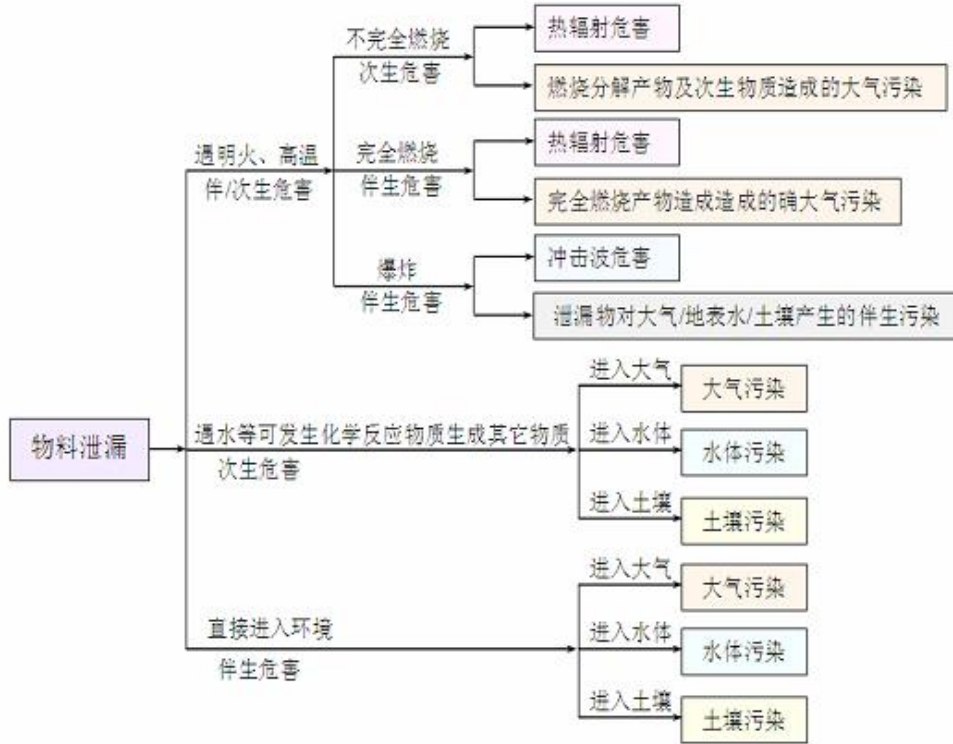 不完全燃烧
次生危害
热辐射危害
燃烧分解产物及次生物质造成的大气污染
遇明火、高温
伴/次生危害
完全燃烧
伴生危害
热辐射危害
完全燃烧产物造成造成的确大气污染
爆炸
伴生危害
冲击波危害
泄漏物对大气/地表水/土壤产生的伴生污染
物料泄漏
遇水等可发生化学反应物质生成其它物质
次生危害
进入大气
大气污染
进入水体
水体污染
进入土壤
土壤污染
直接进入环境
伴生危害
进入大气
大气污染
进入水体
水体污染
进入土壤
土壤污染